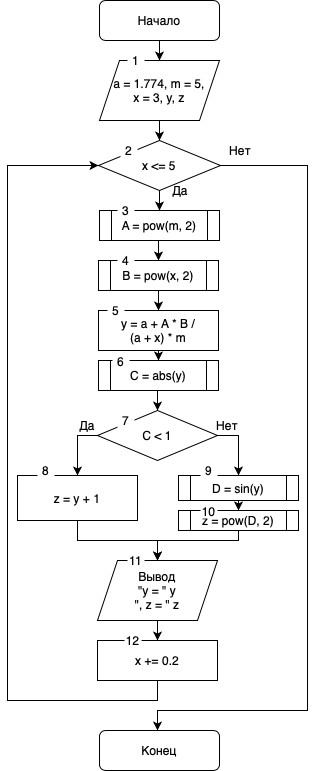 Начало
1
a = 1.774, m = 5,
x = 3, y, z
2
Нет
x <= 5
Да
3
A = pow(m, 2)
4
B = pow(x, 2)
5
y = a + A * B /
(a + x) * m
6
C = abs(y)
7
Да
Нет
C < 1
8
z = y + 1
9
D = sin(y)
10
z = pow(D, 2)
11
Вывод
"y = " y
", z = " z
12
x += 0.2
Конец